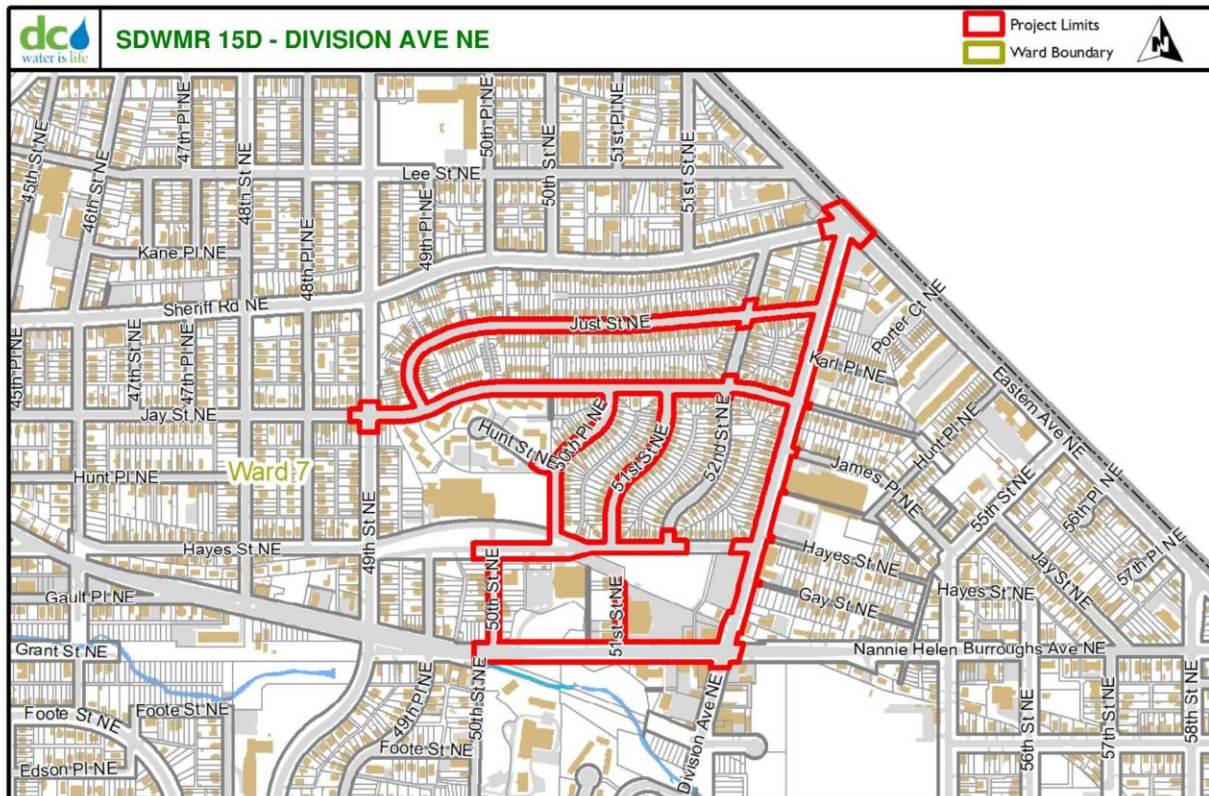 dc
water is life
SDWMR 15D - DIVISION AVE NE
Project Limits
Ward Boundary
N
45th St NE
46th St NE
47th Pl NE
48th St NE
48th Pl NE
49th Pl NE
50th Pl NE
50th St NE
51st Pl NE
51st St NE
Lee St NE
Kane Pl NE
Sheriff Rd NE
45th Pl NE
47th St NE
47th Pl NE
Just St NE
Porter Ct NE
Karl Pl NE
Eastern Ave NE
Jay St NE
Hunt St NE
50th Pl NE
51st St NE
52nd St NE
Hunt Pl NE
James Pl NE
Hunt Pl NE
Ward 7
55th St NE
56th Pl NE
57th Pl NE
Jay St NE
Hayes St NE
49th St NE
50th St NE
51st St NE
Hayes St NE
Gay St NE
Hayes St NE
Gault Pl NE
Grant St NE
Nannie Helen Burroughs Ave NE
Foote St NE
Foote St NE
49th Pl NE
50th St NE
Foote St NE
Division Ave NE
56th St NE
57th St NE
58th St NE
Edson Pl NE